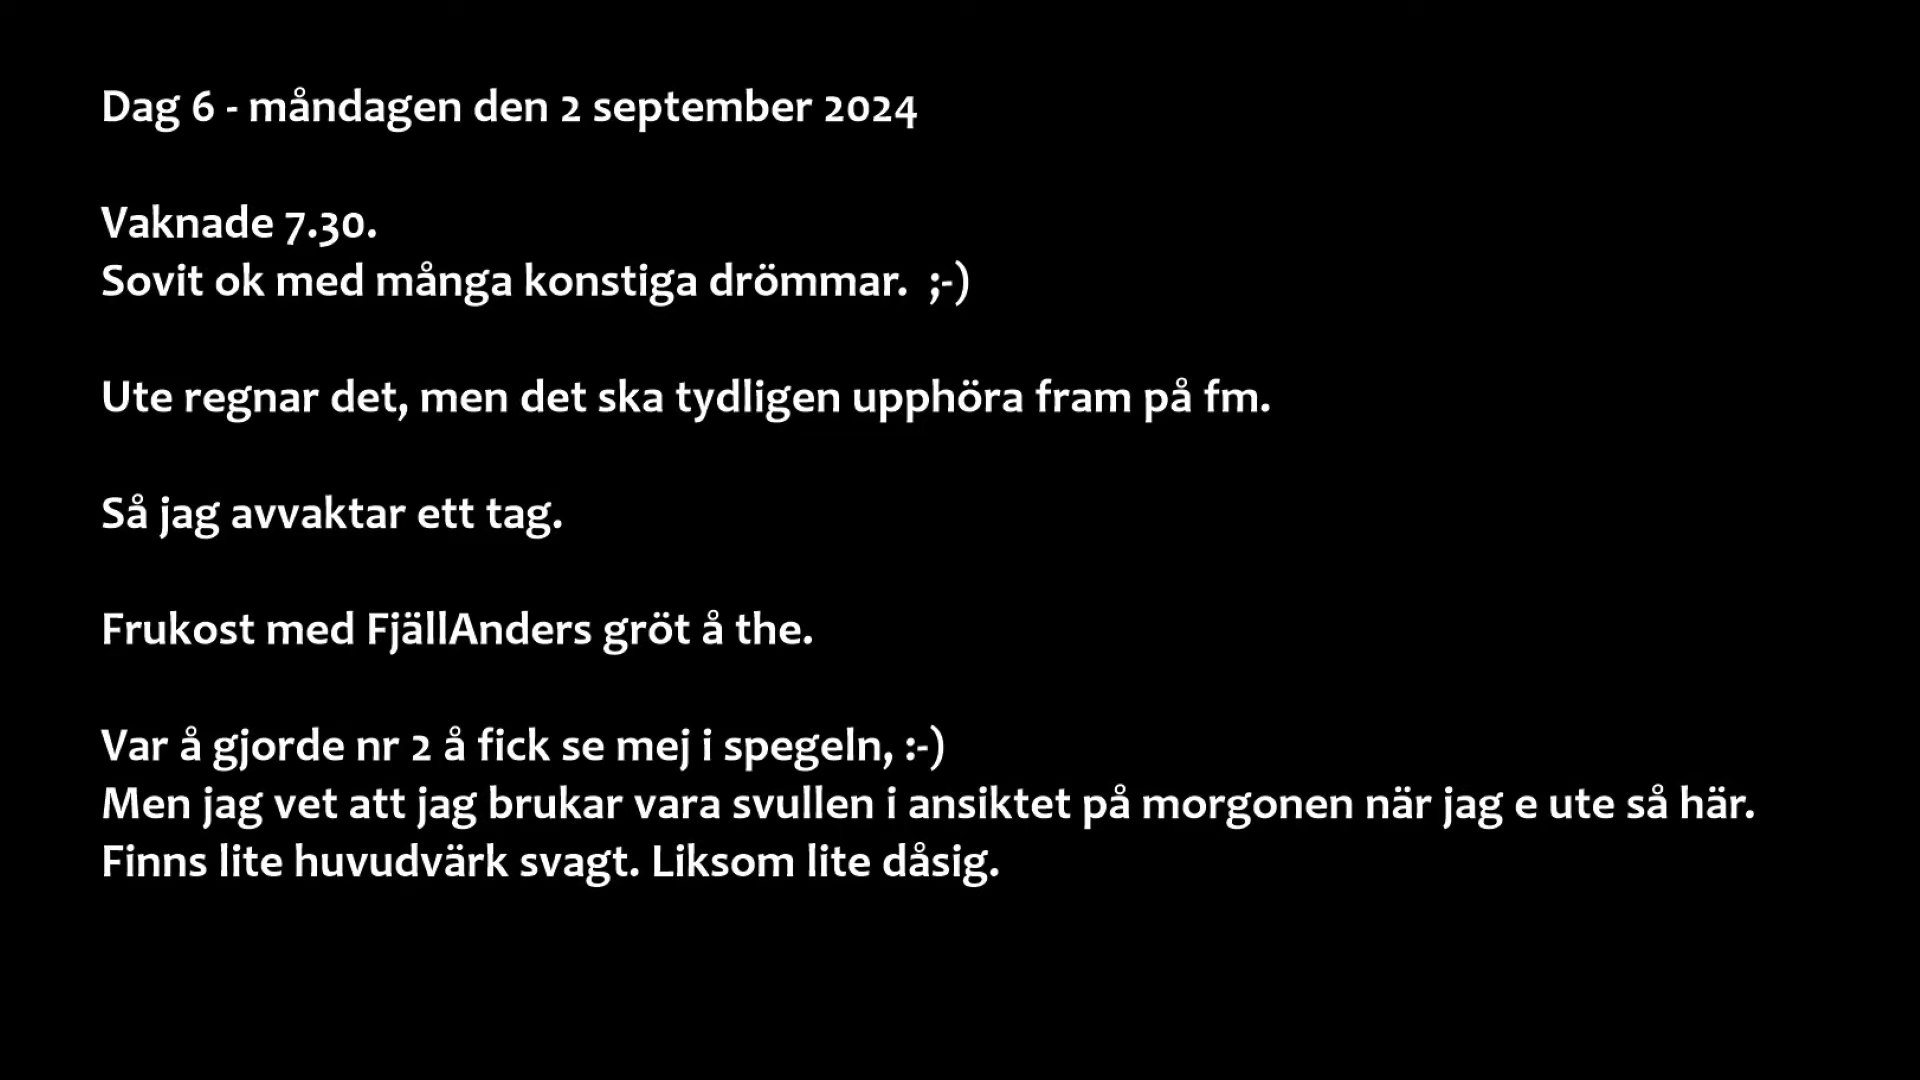 Dag 6 - måndagen den 2 september 2024
Vaknade 7.30.
Sovit ok med många konstiga drömmar.  ;-)
Ute regnar det, men det ska tydligen upphöra fram på fm.
Så jag avvaktar ett tag.
Frukost med FjällAnders gröt å the.
Var å gjorde nr 2 å fick se mej i spegeln, :-)
Men jag vet att jag brukar vara svullen i ansiktet på morgonen när jag e ute så här.
Finns lite huvudvärk svagt. Liksom lite dåsig.